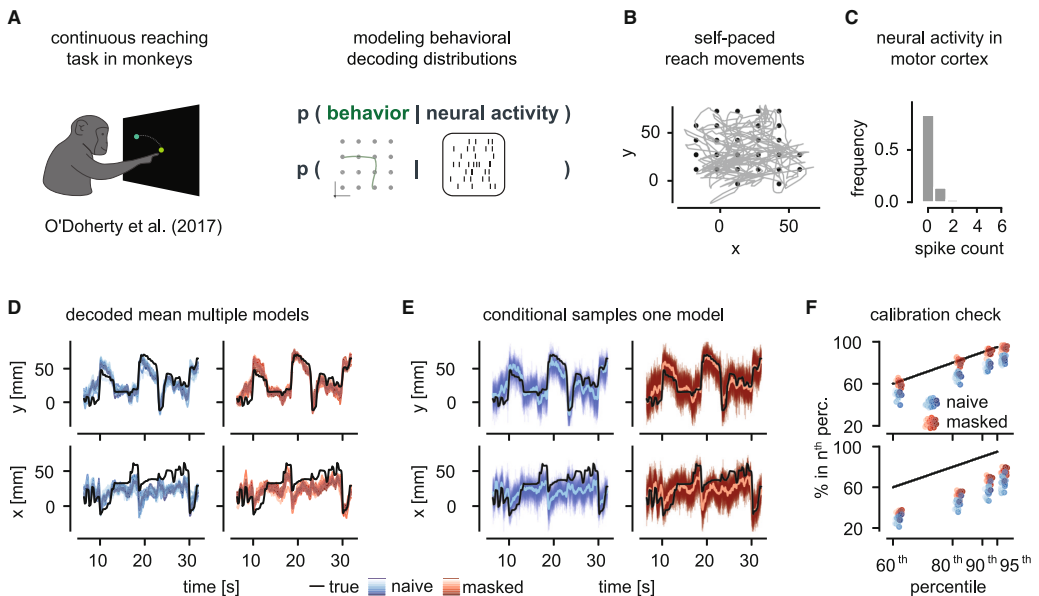 A
continuous reaching
task in monkeys
O'Doherty et al. (2017)
modeling behavioral
decoding distributions
p ( behavior | neural activity )
p ( | )
B
self-paced
reach movements
y
50
0
0
50
x
C
neural activity in
motor cortex
frequency
0.5
0.0
0 2 4 6
spike count
D
decoded mean multiple models
y [mm]
50
0
x [mm]
50
0
10 20 30
10 20 30
time [s]
E
conditional samples one model
y [mm]
50
0
x [mm]
50
0
10 20 30
10 20 30
time [s]
true naive masked
F
calibration check
% in nth perc.
100
60
20
naive
masked
100
60
20
60th 80th 90th 95th
percentile